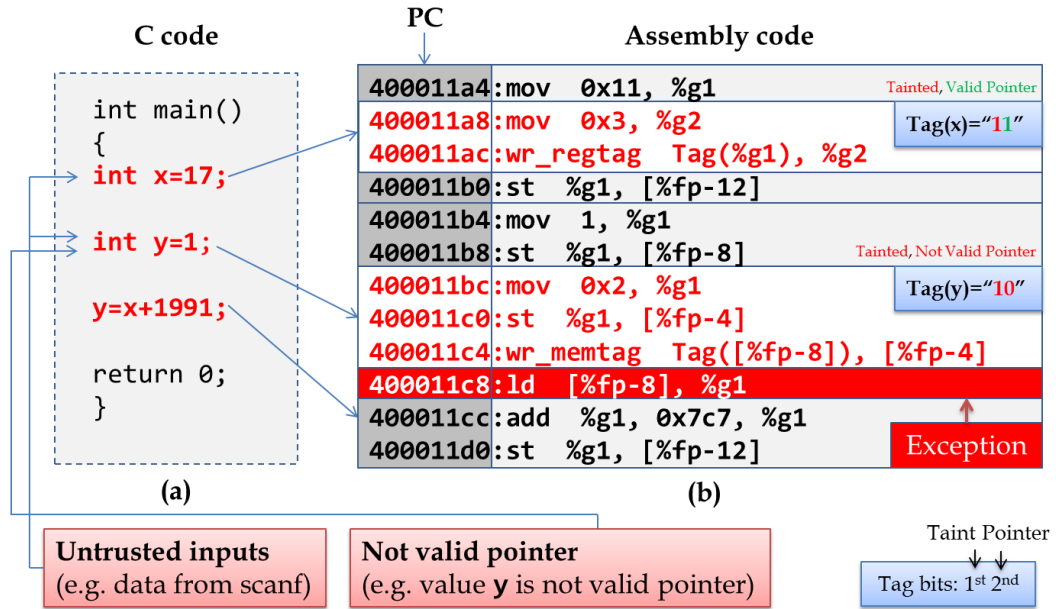 C code
PC
Assembly code
int main()
{
int x=17;
int y=1;
y=x+1991;
return 0;
}
(a)
400011a4:mov 0x11, %g1
Tainted, Valid Pointer
400011a8:mov 0x3, %g2
Tag(x)=“11”
400011ac:wr_regtag Tag(%g1), %g2
400011b0:st %g1, [%fp-12]
400011b4:mov 1, %g1
400011b8:st %g1, [%fp-8]
Tainted, Not Valid Pointer
400011bc:mov 0x2, %g1
Tag(y)=“10”
400011c0:st %g1, [%fp-4]
400011c4:wr_memtag Tag([%fp-8]), [%fp-4]
400011c8:ld [%fp-8], %g1
400011cc:add %g1, 0x7c7, %g1
400011d0:st %g1, [%fp-12]
Exception
(b)
Untrusted inputs
(e.g. data from scanf)
Not valid pointer
(e.g. value y is not valid pointer)
Taint Pointer
Tag bits: 1st 2nd